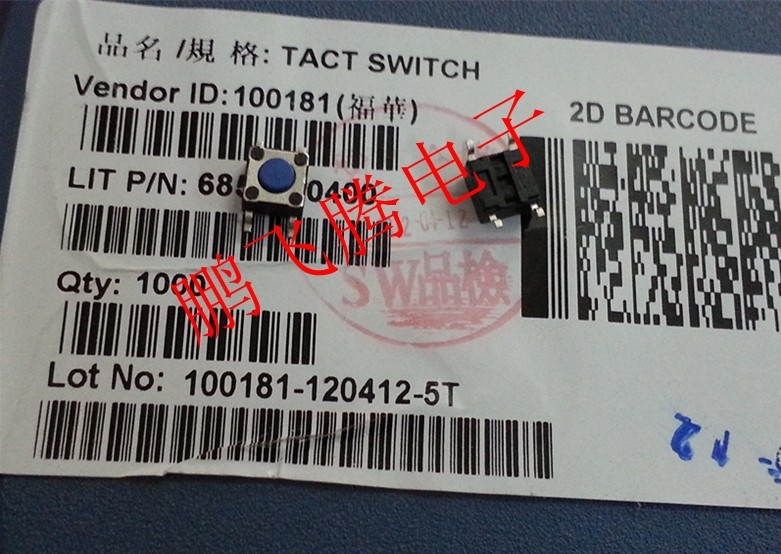 品名 /規 格: TACT SWITCH
Vendor ID:100181(福華)
2D BARCODE
LIT P/N: 0400
Qty: 1000
SW品檢
Lot No: 100181-120412-5T
鹏飞腾电子